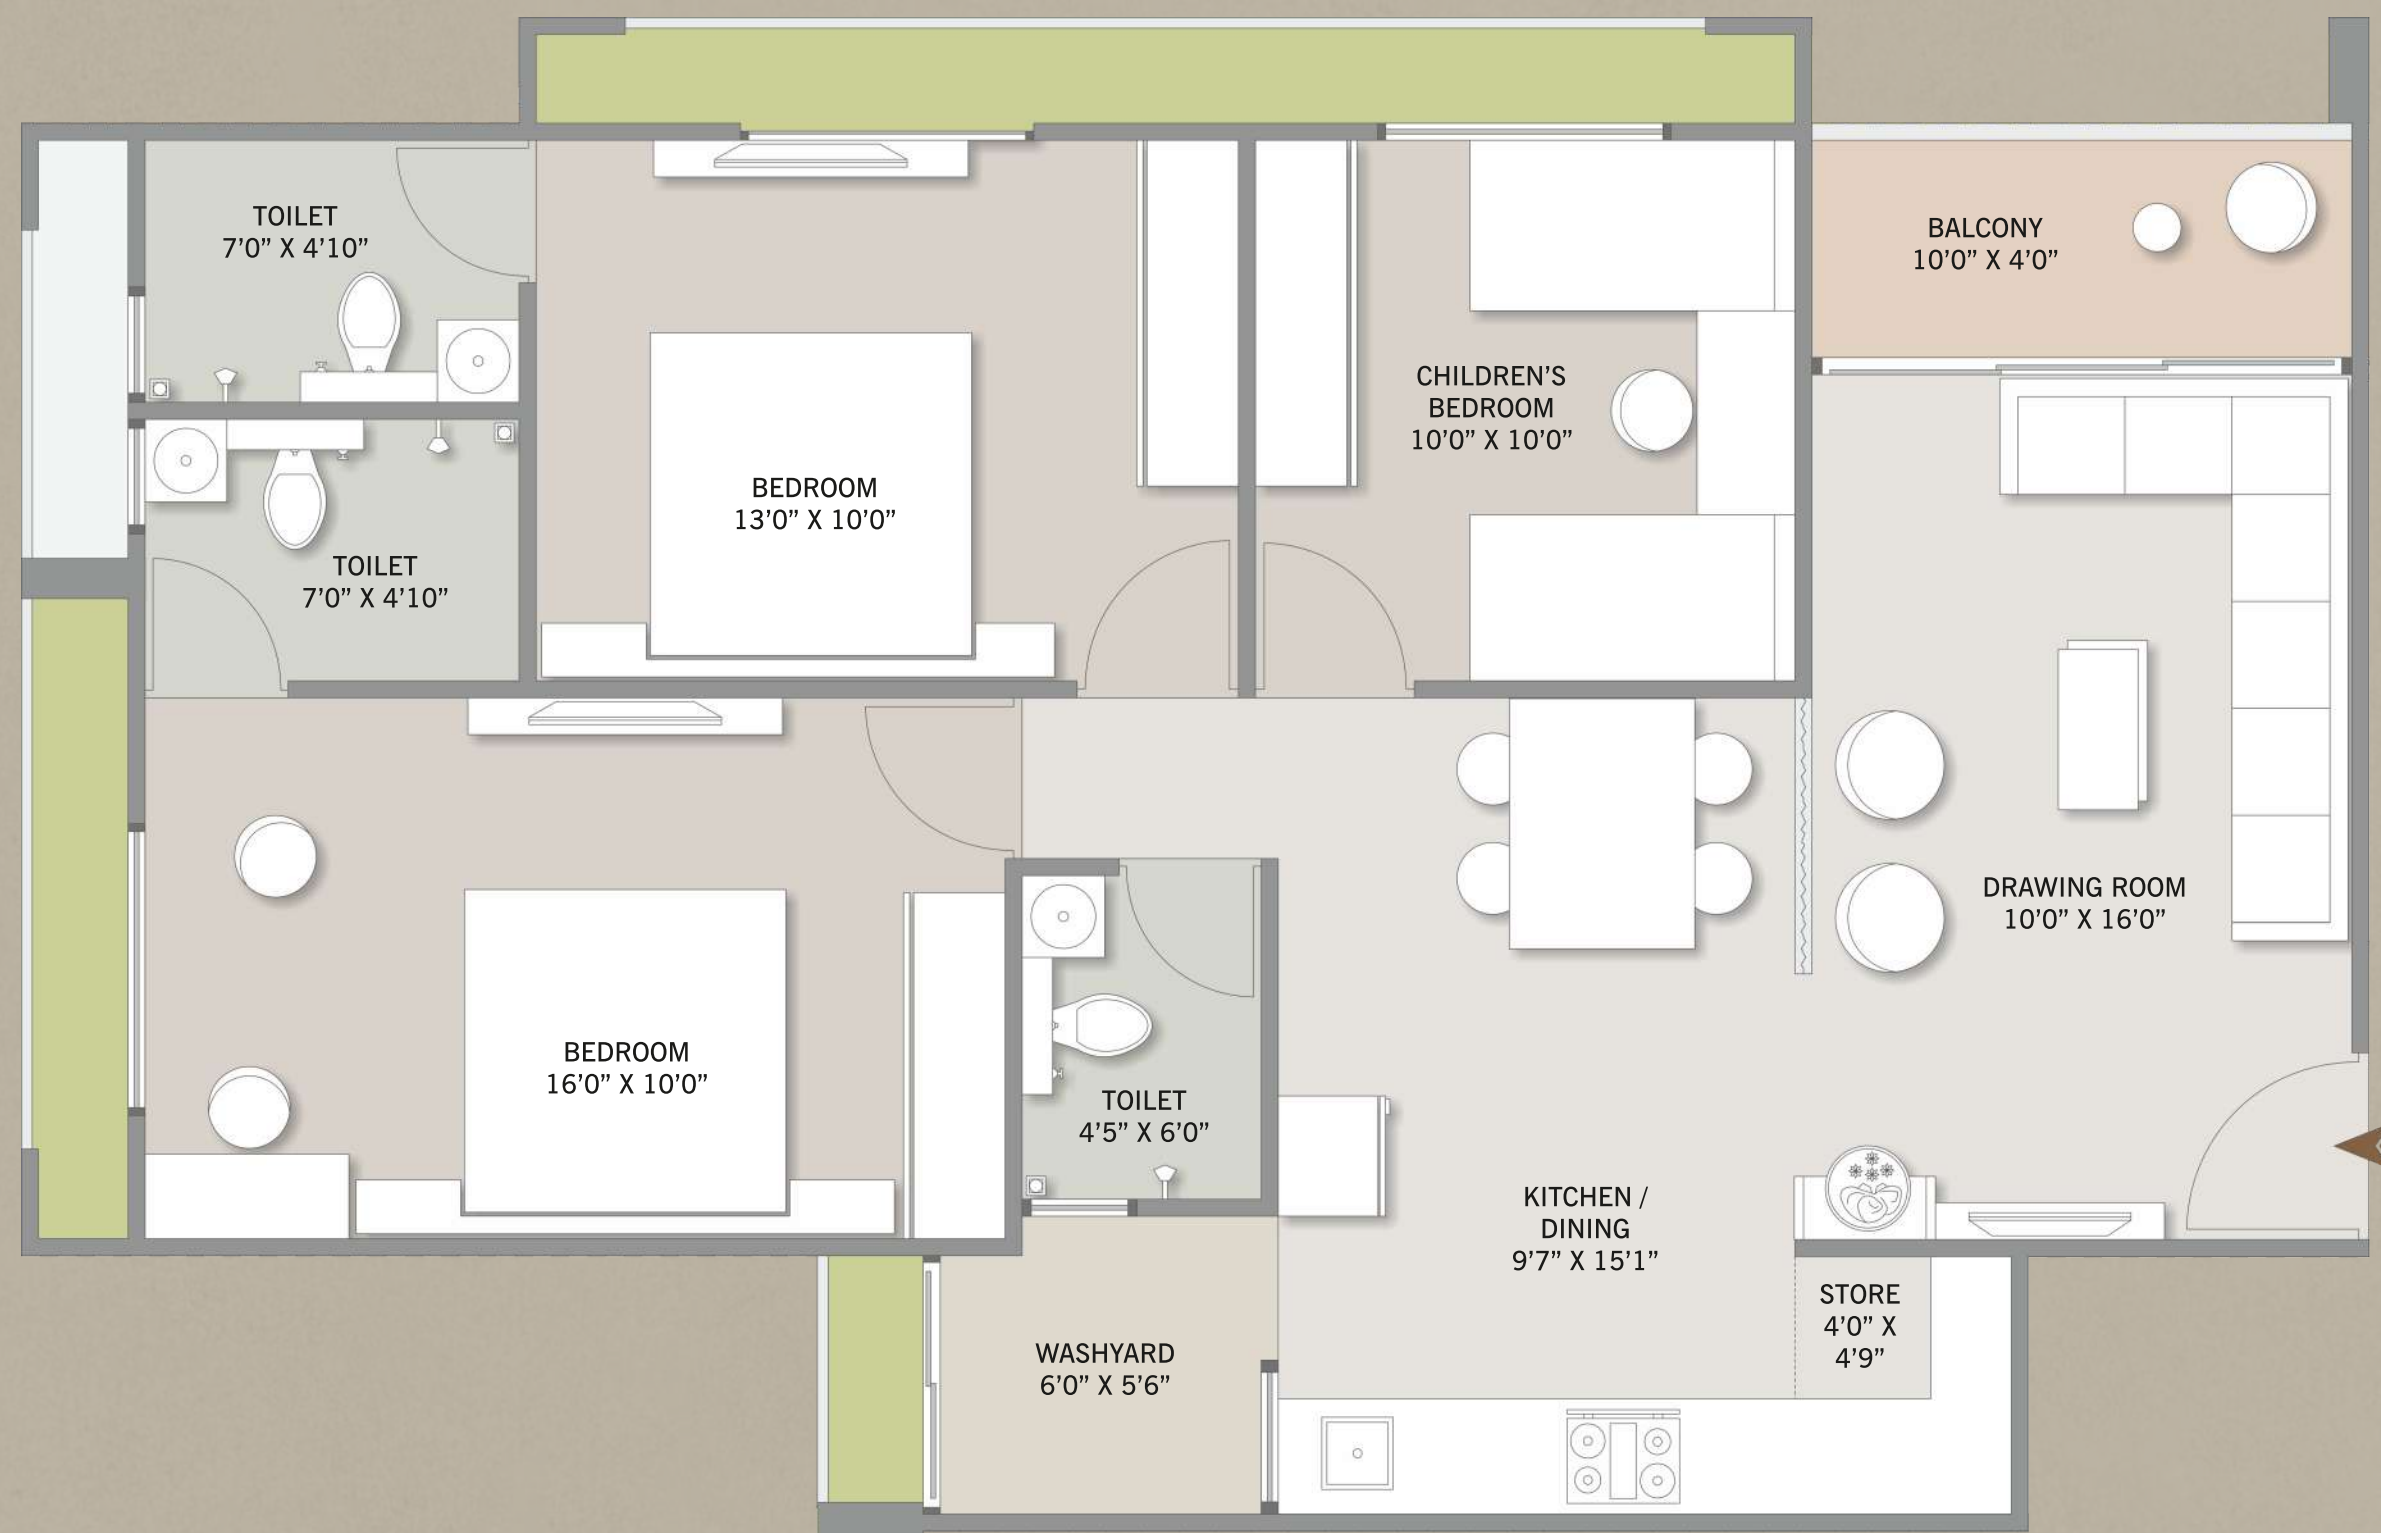 TOILET
7’0” X 4’10”
BALCONY
10’0” X 4’0”
CHILDREN’S
BEDROOM
10’0” X 10’0”
BEDROOM
13’0” X 10’0”
TOILET
7’0” X 4’10”
DRAWING ROOM
10’0” X 16’0”
BEDROOM
16’0” X 10’0”
TOILET
4’5” X 6’0”
KITCHEN /
DINING
9’7” X 15’1”
STORE
4’0” X
4’9”
WASHYARD
6’0” X 5’6”